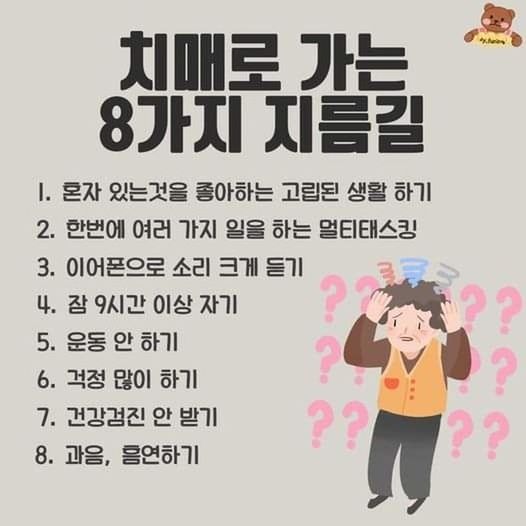 치매로 가는
8가지 지름길
1. 혼자 있는것을 좋아하는 고립된 생활 하기
2. 한번에 여러 가지 일을 하는 멀티태스킹
3. 이어폰으로 소리 크게 듣기
4. 잠 9시간 이상 자기
5. 운동 안 하기
6. 걱정 많이 하기
7. 건강검진 안 받기
8. 과음, 흡연하기